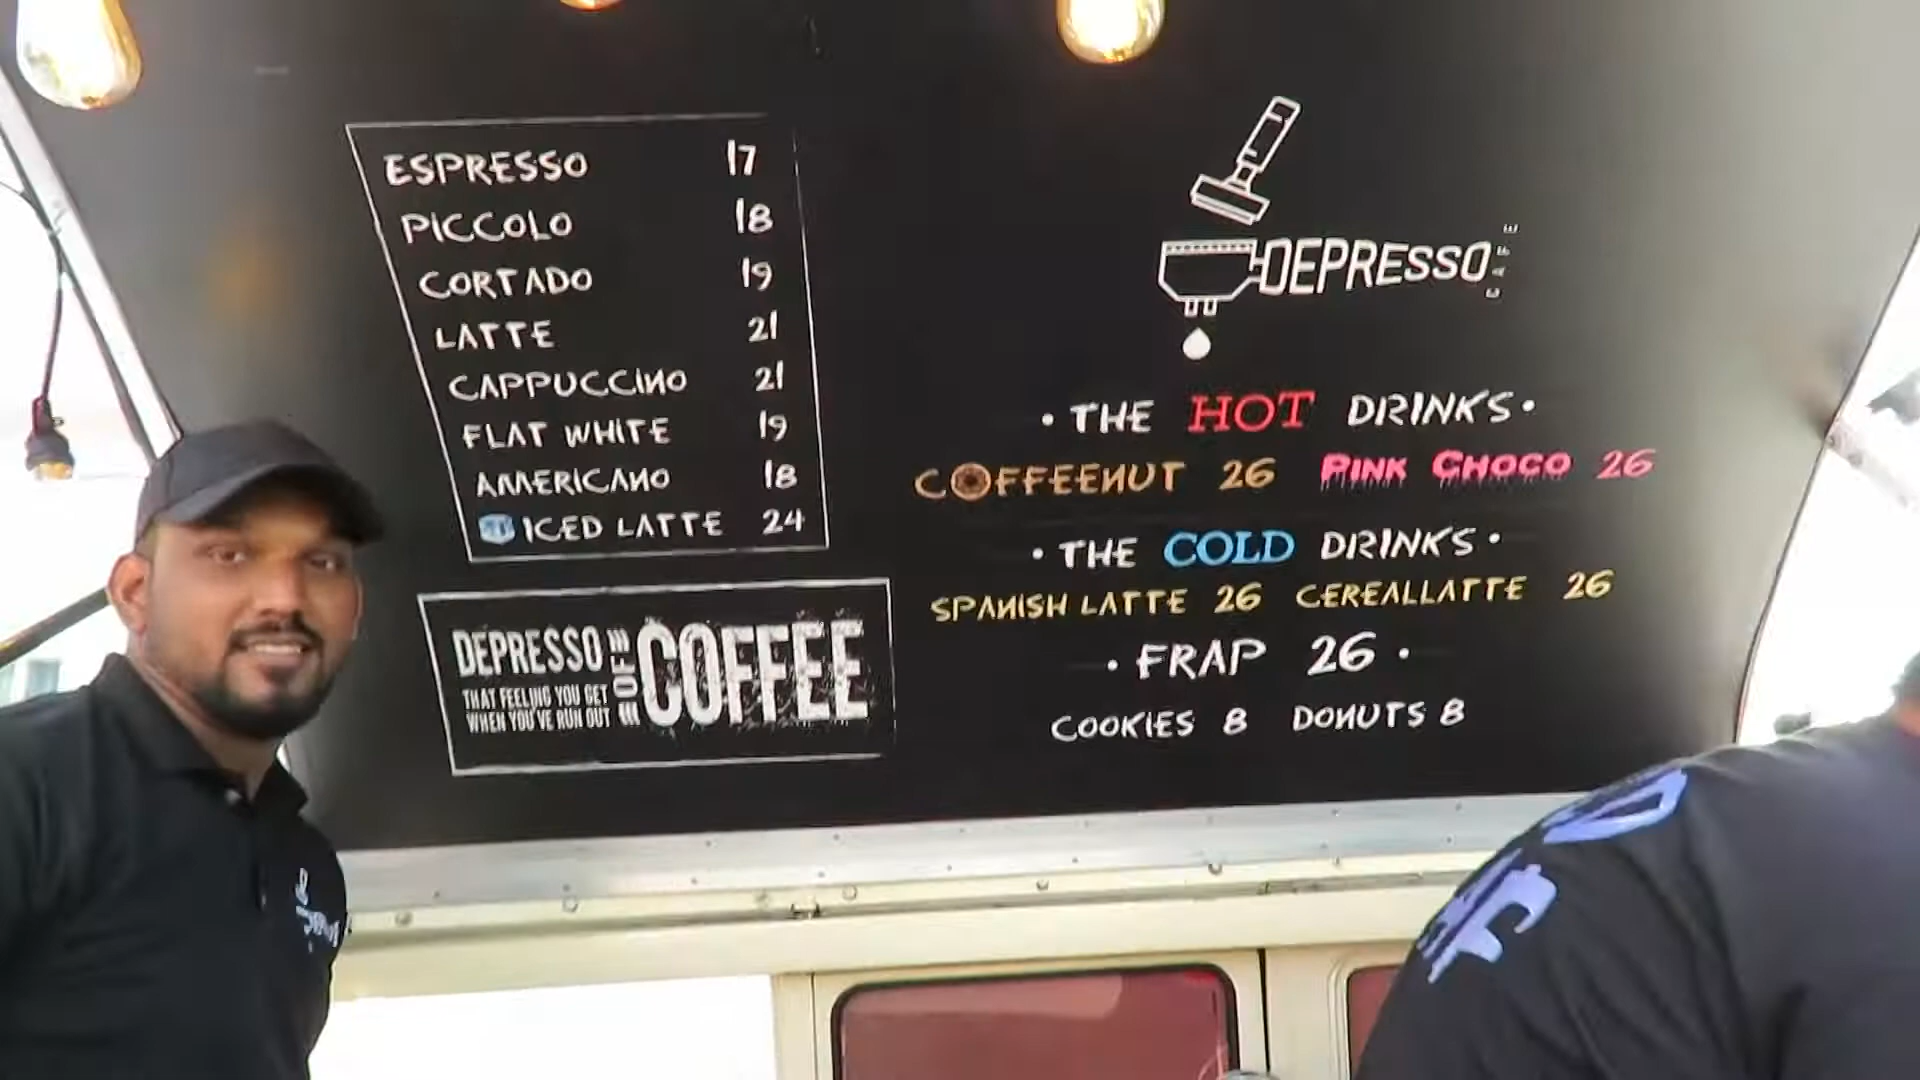 ESPRESSO 17
PICCOLO 18
CORTADO 19
LATTE 21
CAPPUCCINO 21
FLAT WHITE 19
AMERICANO 18
ICED LATTE 24
DEPRESSO
THAT FEELING YOU GET
WHEN YOU'VE RUN OUT
OF
COFFEE
DEPRESSO
CAFE
• THE HOT DRINKS •
COFFEENUT 26 PINK CHOCO 26
• THE COLD DRINKS •
SPANISH LATTE 26 CEREALLATTE 26
• FRAP 26 •
COOKIES 8 DONUTS 8